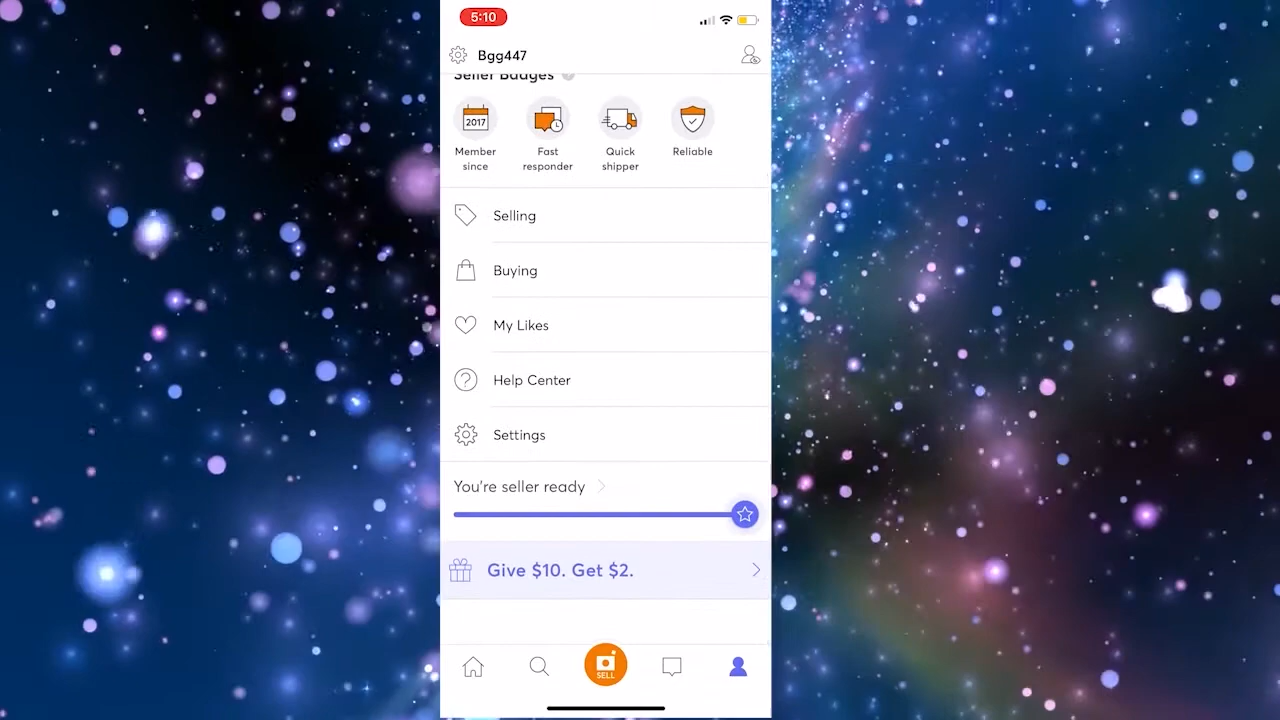 5:10
Bgg447
Seller Badges
2017
Member since
Fast responder
Quick shipper
Reliable
Selling
Buying
My Likes
Help Center
Settings
You're seller ready
Give $10. Get $2.
SELL